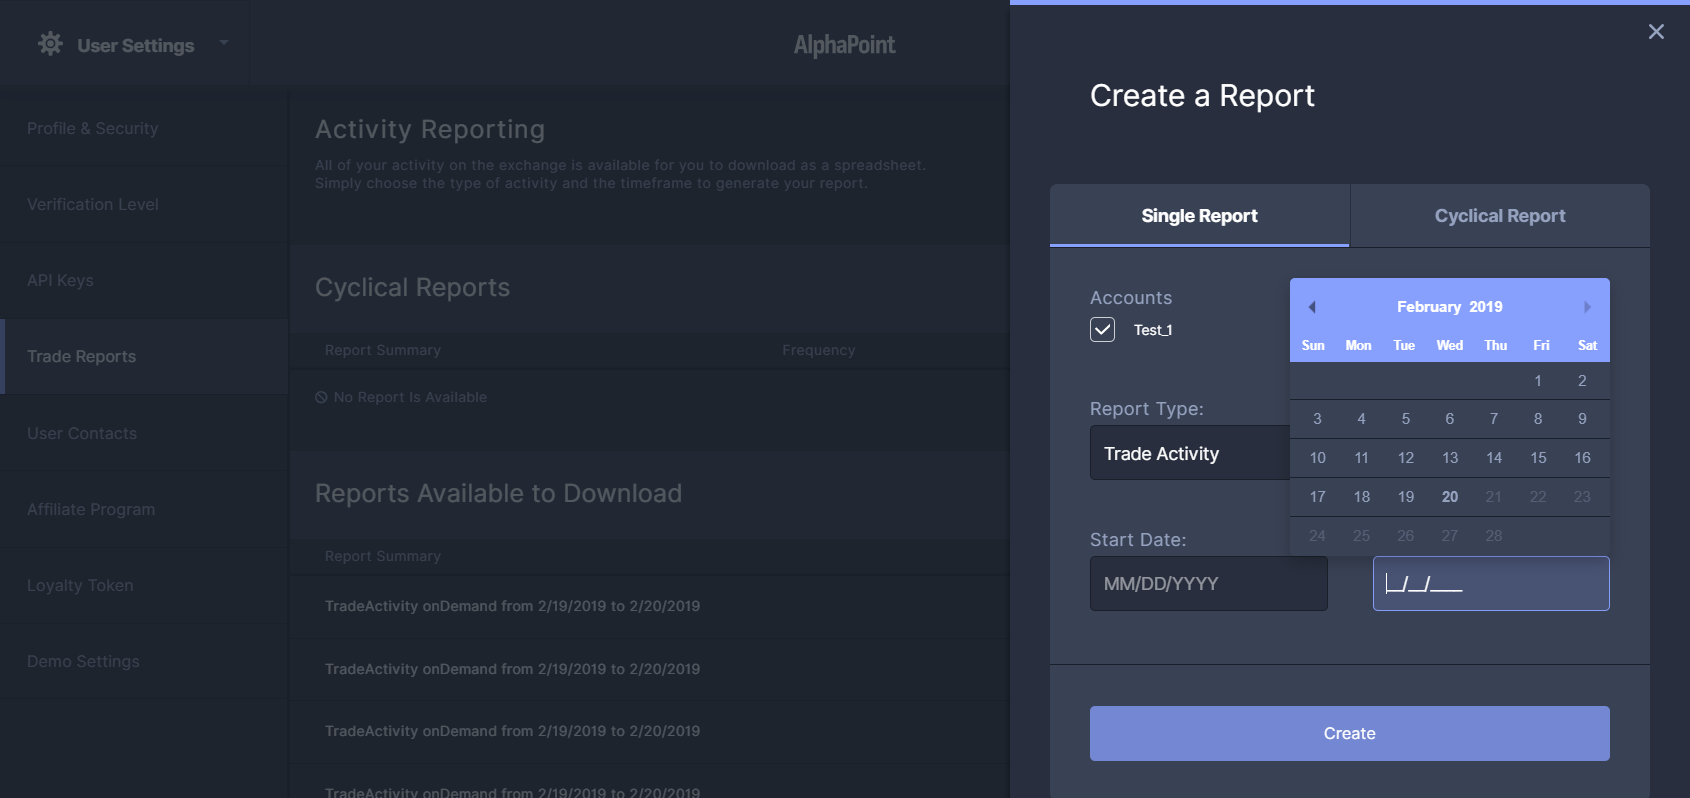 User Settings
AlphaPoint
Profile & Security
Verification Level
API Keys
Trade Reports
User Contacts
Affiliate Program
Loyalty Token
Demo Settings
Activity Reporting
All of your activity on the exchange is available for you to download as a spreadsheet.
Simply choose the type of activity and the timeframe to generate your report.
Cyclical Reports
Report Summary Frequency
No Report Is Available
Reports Available to Download
Report Summary
TradeActivity onDemand from 2/19/2019 to 2/20/2019
TradeActivity onDemand from 2/19/2019 to 2/20/2019
TradeActivity onDemand from 2/19/2019 to 2/20/2019
TradeActivity onDemand from 2/19/2019 to 2/20/2019
Create a Report
Single Report Cyclical Report
Accounts
Test_1
Report Type:
Trade Activity
February 2019
Sun Mon Tue Wed Thu Fri Sat
1 2
3 4 5 6 7 8 9
10 11 12 13 14 15 16
17 18 19 20 21 22 23
24 25 26 27 28
Start Date:
MM/DD/YYYY
__/__/____
Create